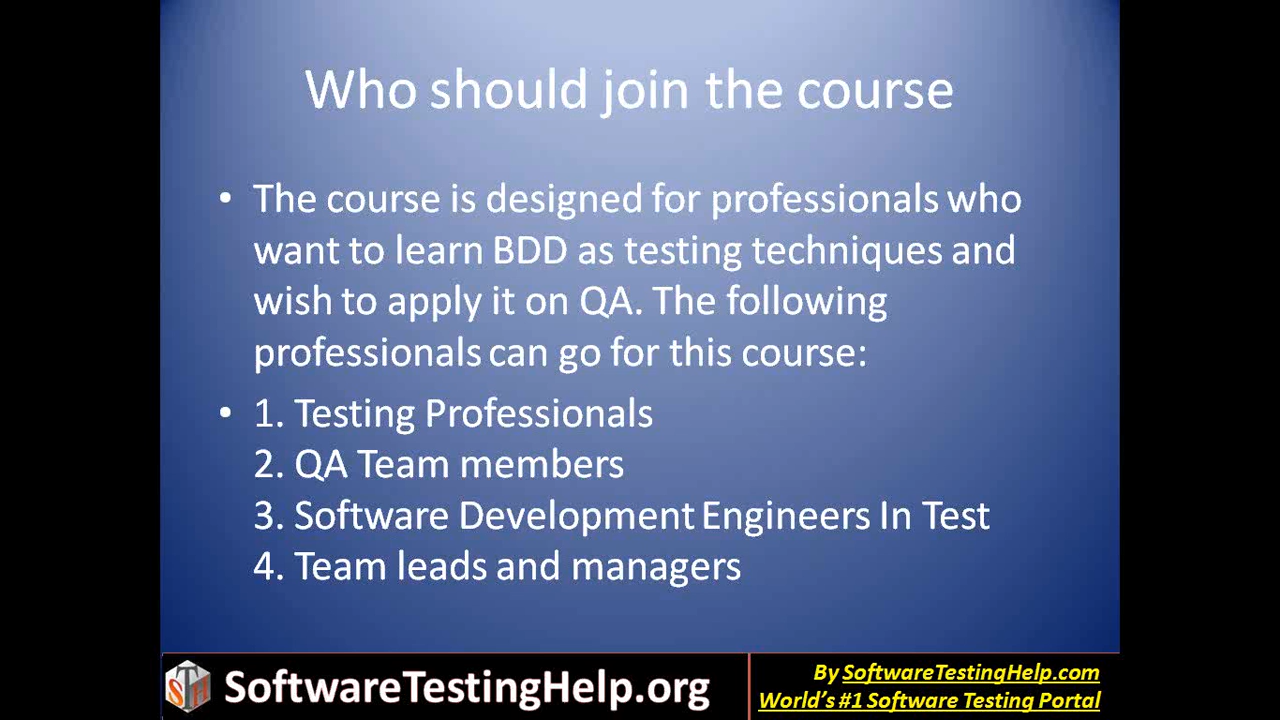 Who should join the course
• The course is designed for professionals who
want to learn BDD as testing techniques and
wish to apply it on QA. The following
professionals can go for this course:
• 1. Testing Professionals
2. QA Team members
3. Software Development Engineers In Test
4. Team leads and managers
STH
SoftwareTestingHelp.org
By SoftwareTestingHelp.com
World's #1 Software Testing Portal